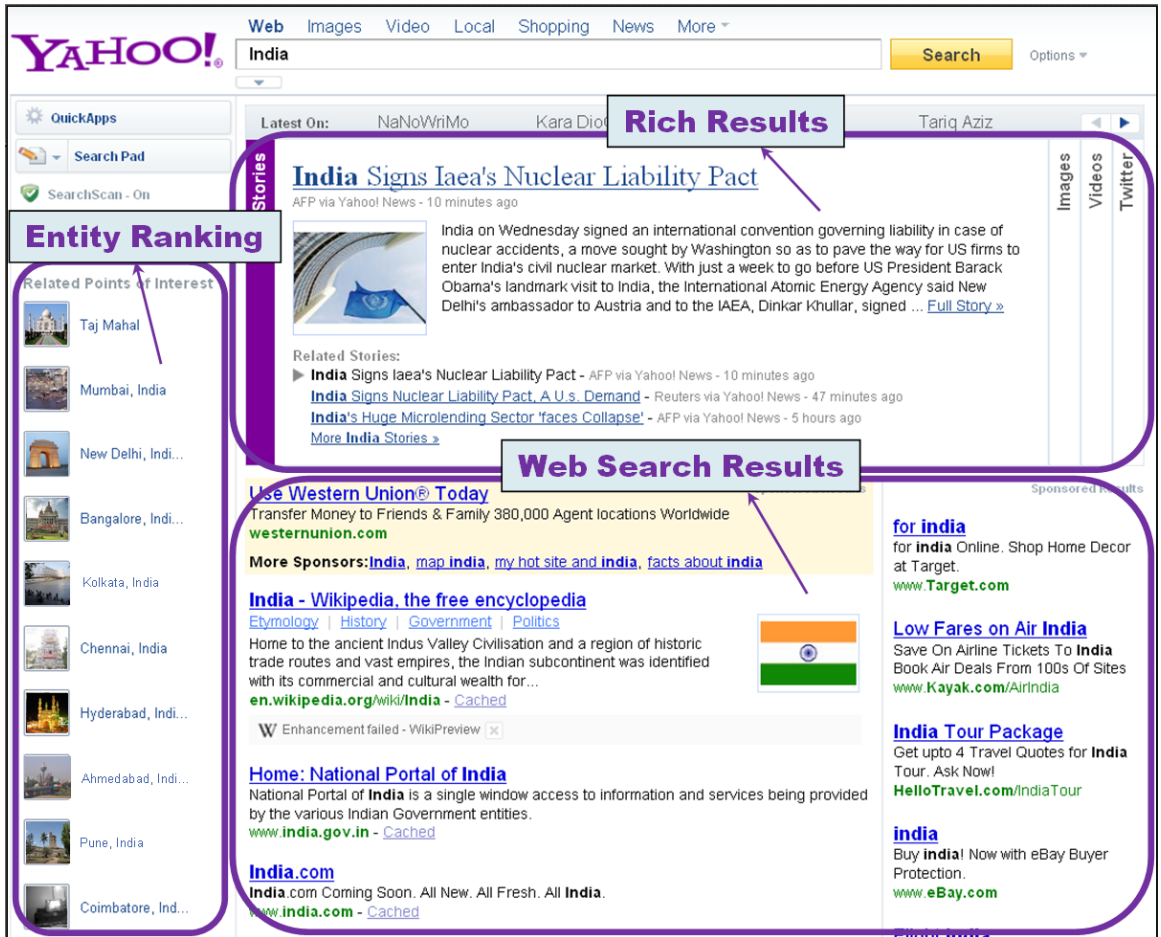 YAHOO!®
Web Images Video Local Shopping News More
India
Search
Options
QuickApps
Search Pad
SearchScan - On
Entity Ranking
Related Points of Interest
Taj Mahal
Mumbai, India
New Delhi, Indi...
Bangalore, Indi...
Kolkata, India
Chennai, India
Hyderabad, Indi...
Ahmedabad, Indi...
Pune, India
Coimbatore, Ind...
Latest On: NaNoWriMo Kara Dio Tariq Aziz
Rich Results
Stories
India Signs Iaea's Nuclear Liability Pact
AFP via Yahoo! News - 10 minutes ago
India on Wednesday signed an international convention governing liability in case of
nuclear accidents, a move sought by Washington so as to pave the way for US firms to
enter India's civil nuclear market. With just a week to go before US President Barack
Obama's landmark visit to India, the International Atomic Energy Agency said New
Delhi's ambassador to Austria and to the IAEA, Dinkar Khullar, signed ... Full Story »
Related Stories:
India Signs Iaea's Nuclear Liability Pact - AFP via Yahoo! News - 10 minutes ago
India Signs Nuclear Liability Pact, A U.s. Demand - Reuters via Yahoo! News - 47 minutes ago
India's Huge Microlending Sector 'faces Collapse' - AFP via Yahoo! News - 5 hours ago
More India Stories »
Images
Videos
Twitter
Web Search Results
Use Western Union® Today
Transfer Money to Friends & Family 380,000 Agent locations Worldwide
westernunion.com
More Sponsors: India, map india, my hot site and india, facts about india
India - Wikipedia, the free encyclopedia
Etymology | History | Government | Politics
Home to the ancient Indus Valley Civilisation and a region of historic
trade routes and vast empires, the Indian subcontinent was identified
with its commercial and cultural wealth for...
en.wikipedia.org/wiki/India - Cached
W Enhancement failed - WikiPreview
Home: National Portal of India
National Portal of India is a single window access to information and services being provided
by the various Indian Government entities.
www.india.gov.in - Cached
India.com
India.com Coming Soon. All New. All Fresh. All India.
www.india.com - Cached
Sponsored Results
for india
for india Online. Shop Home Decor
at Target.
www.Target.com
Low Fares on Air India
Save On Airline Tickets To India
Book Air Deals From 100s Of Sites
www.Kayak.com/AirIndia
India Tour Package
Get upto 4 Travel Quotes for India
Tour. Ask Now!
HelloTravel.com/IndiaTour
india
Buy india! Now with eBay Buyer
Protection.
www.eBay.com
Flight India